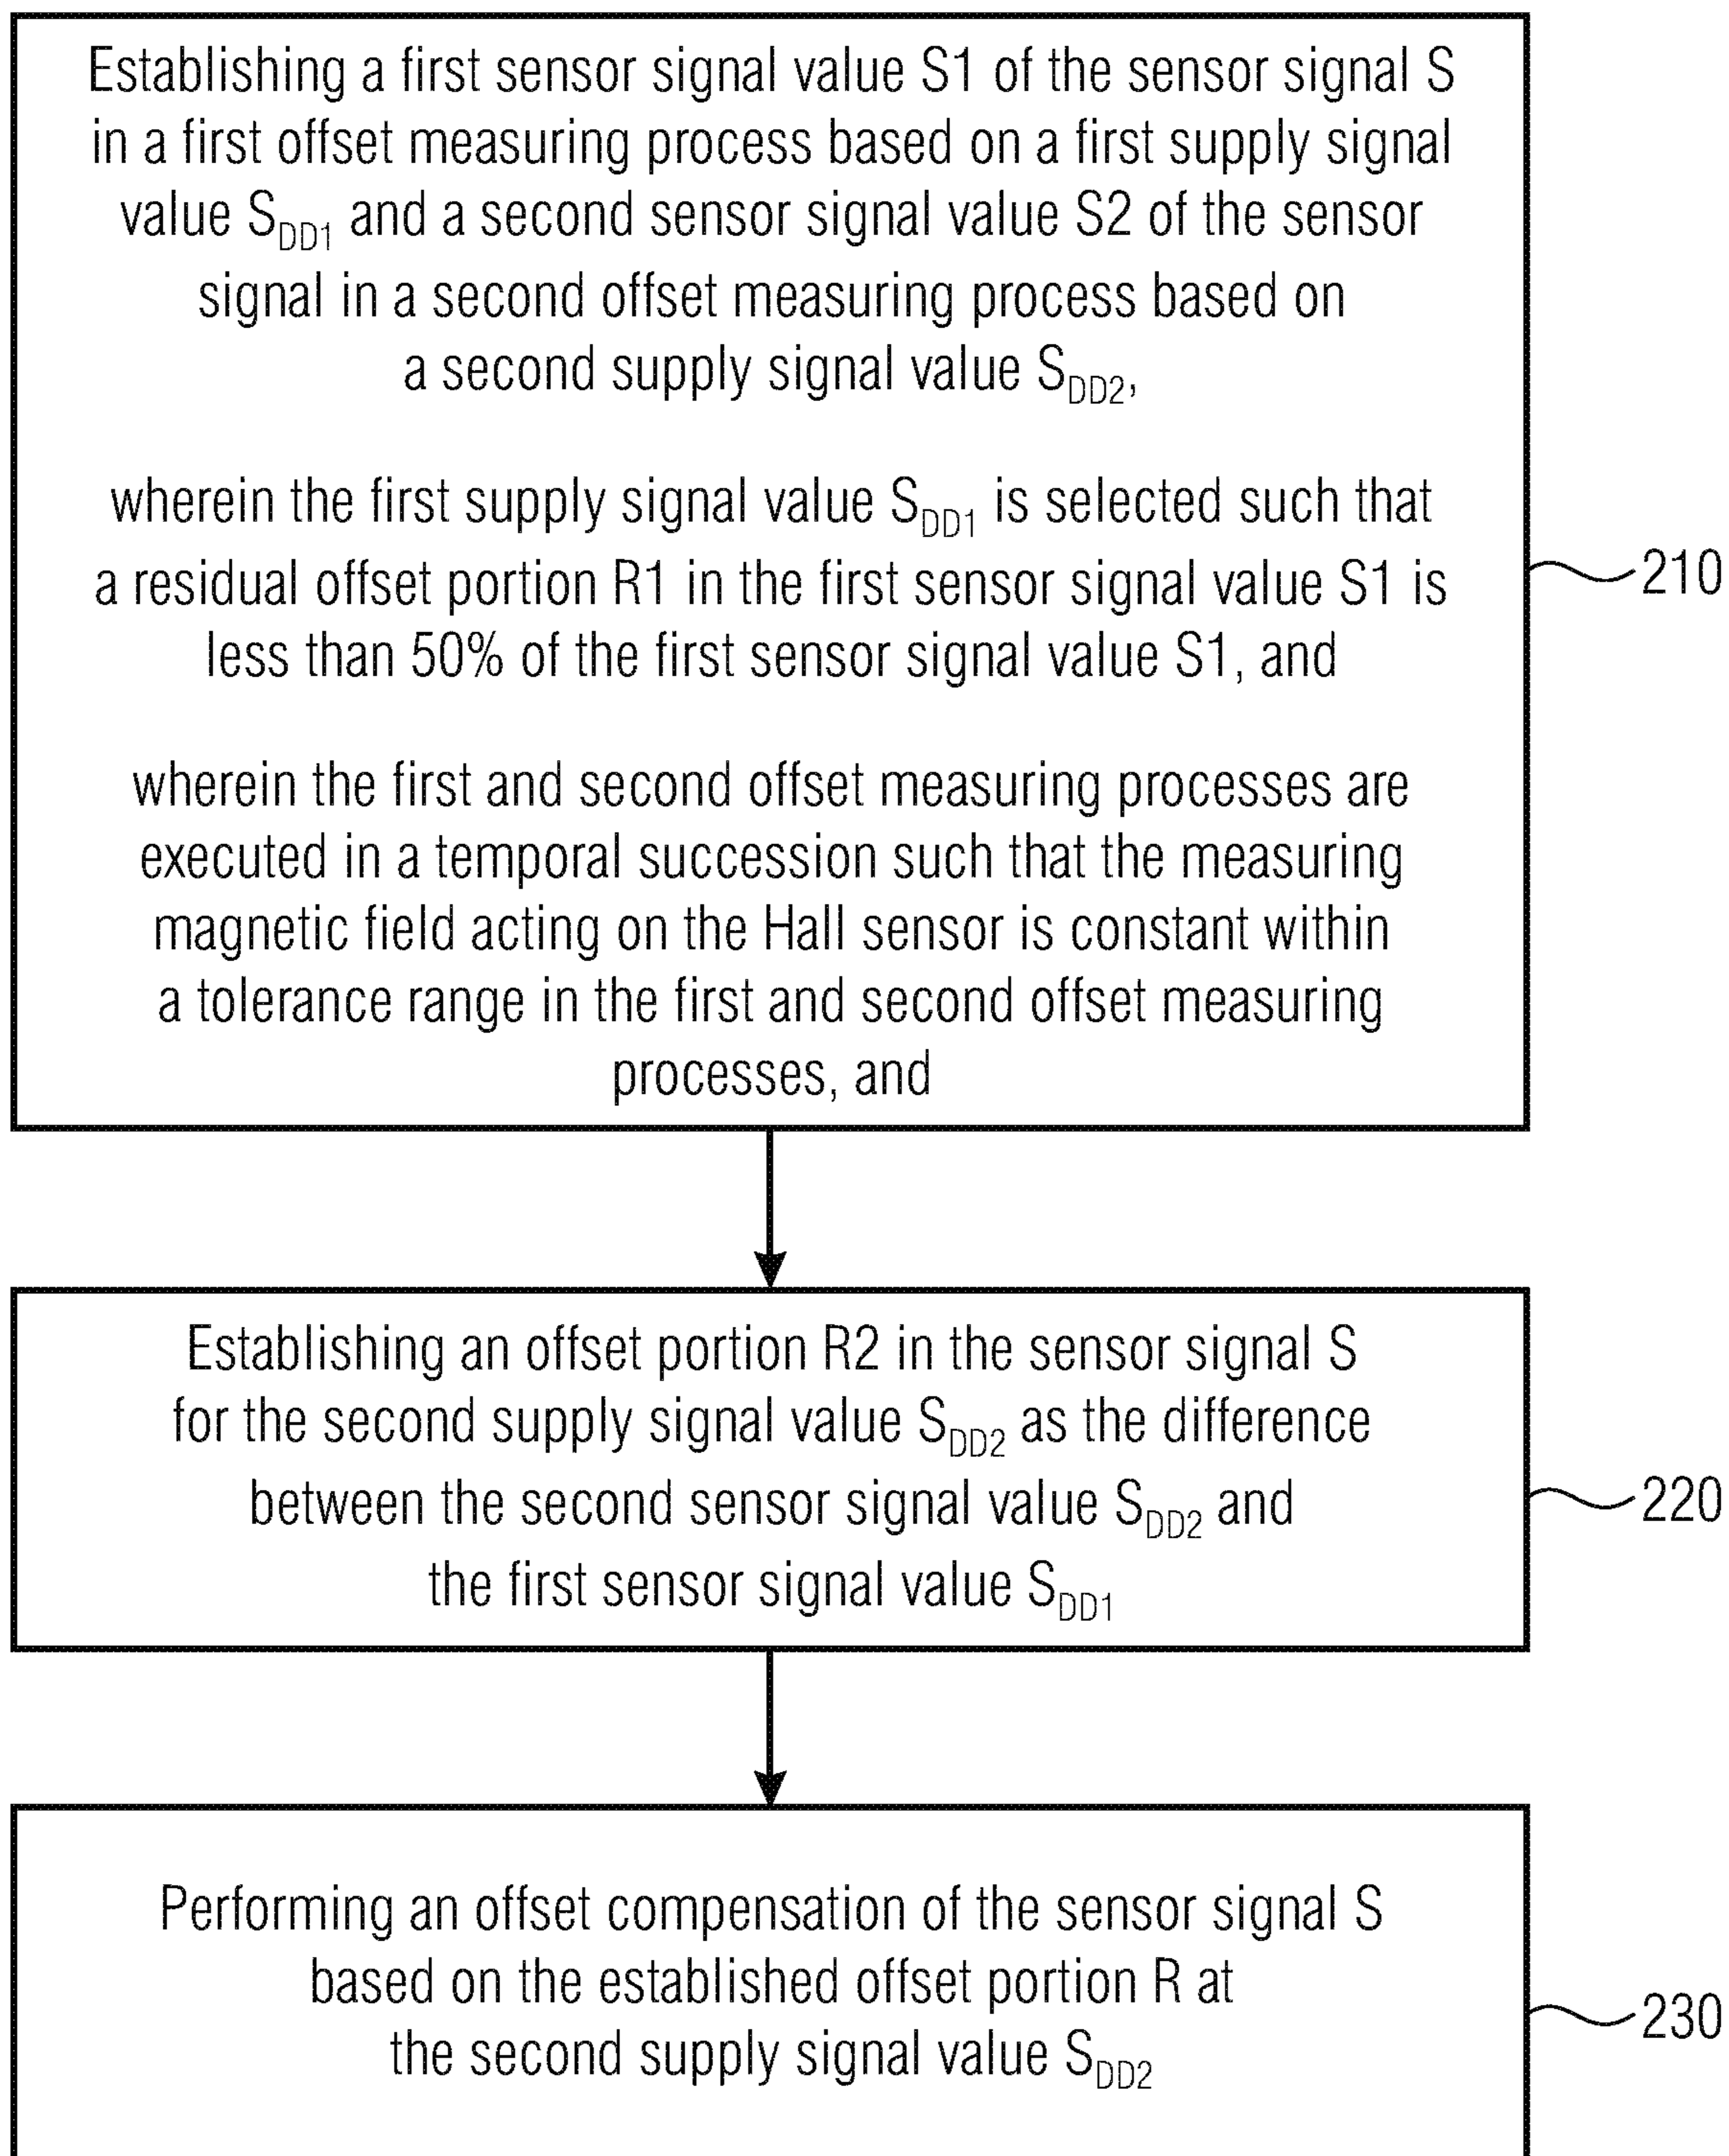 Establishing a first sensor signal value S1 of the sensor signal S
in a first offset measuring process based on a first supply signal
value S_DD1 and a second sensor signal value S2 of the sensor
signal in a second offset measuring process based on
a second supply signal value S_DD2,
wherein the first supply signal value S_DD1 is selected such that
a residual offset portion R1 in the first sensor signal value S1 is
less than 50% of the first sensor signal value S1, and
wherein the first and second offset measuring processes are
executed in a temporal succession such that the measuring
magnetic field acting on the Hall sensor is constant within
a tolerance range in the first and second offset measuring
processes, and
210
Establishing an offset portion R2 in the sensor signal S
for the second supply signal value S_DD2 as the difference
between the second sensor signal value S_DD2 and
the first sensor signal value S_DD1
220
Performing an offset compensation of the sensor signal S
based on the established offset portion R at
the second supply signal value S_DD2
230